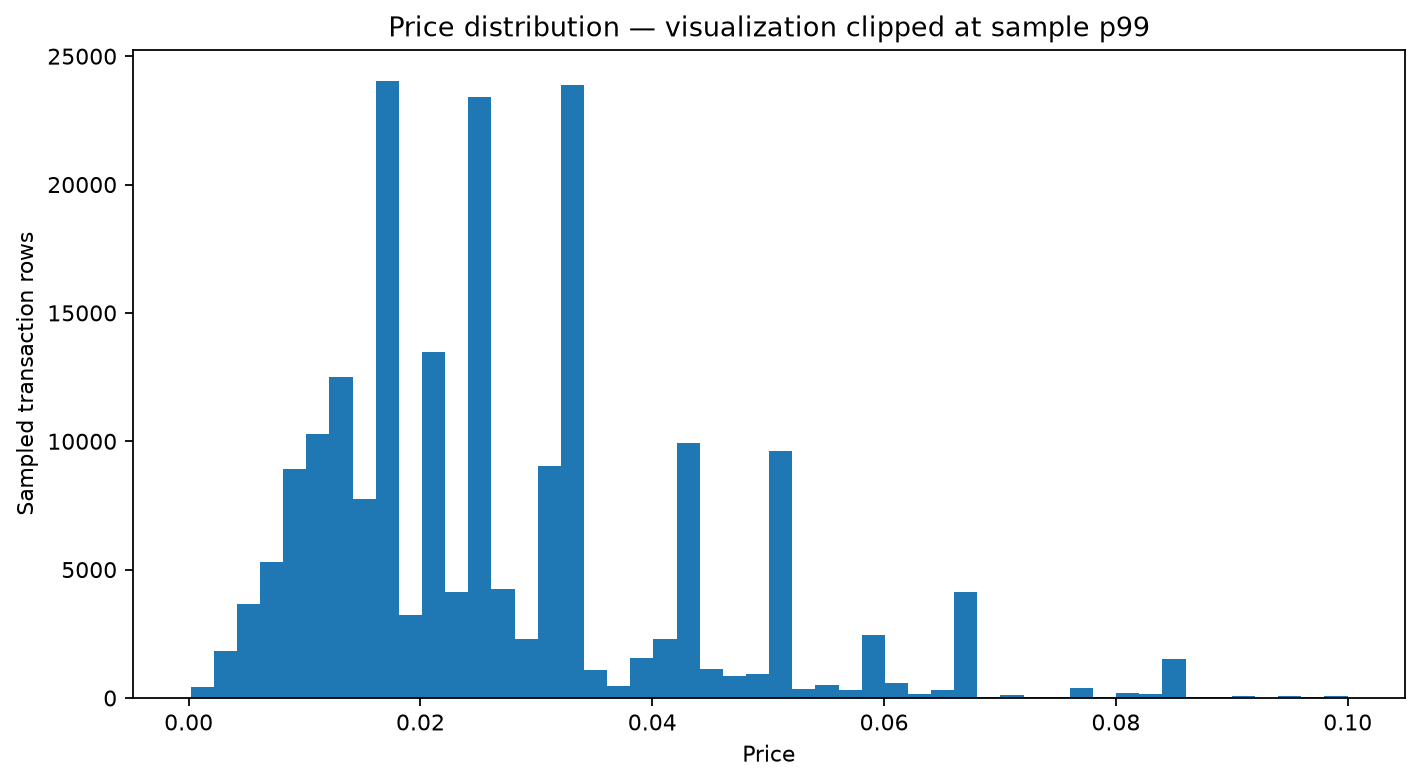 Price distribution — visualization clipped at sample p99
Sampled transaction rows
25000
20000
15000
10000
5000
0
0.00 0.02 0.04 0.06 0.08 0.10
Price